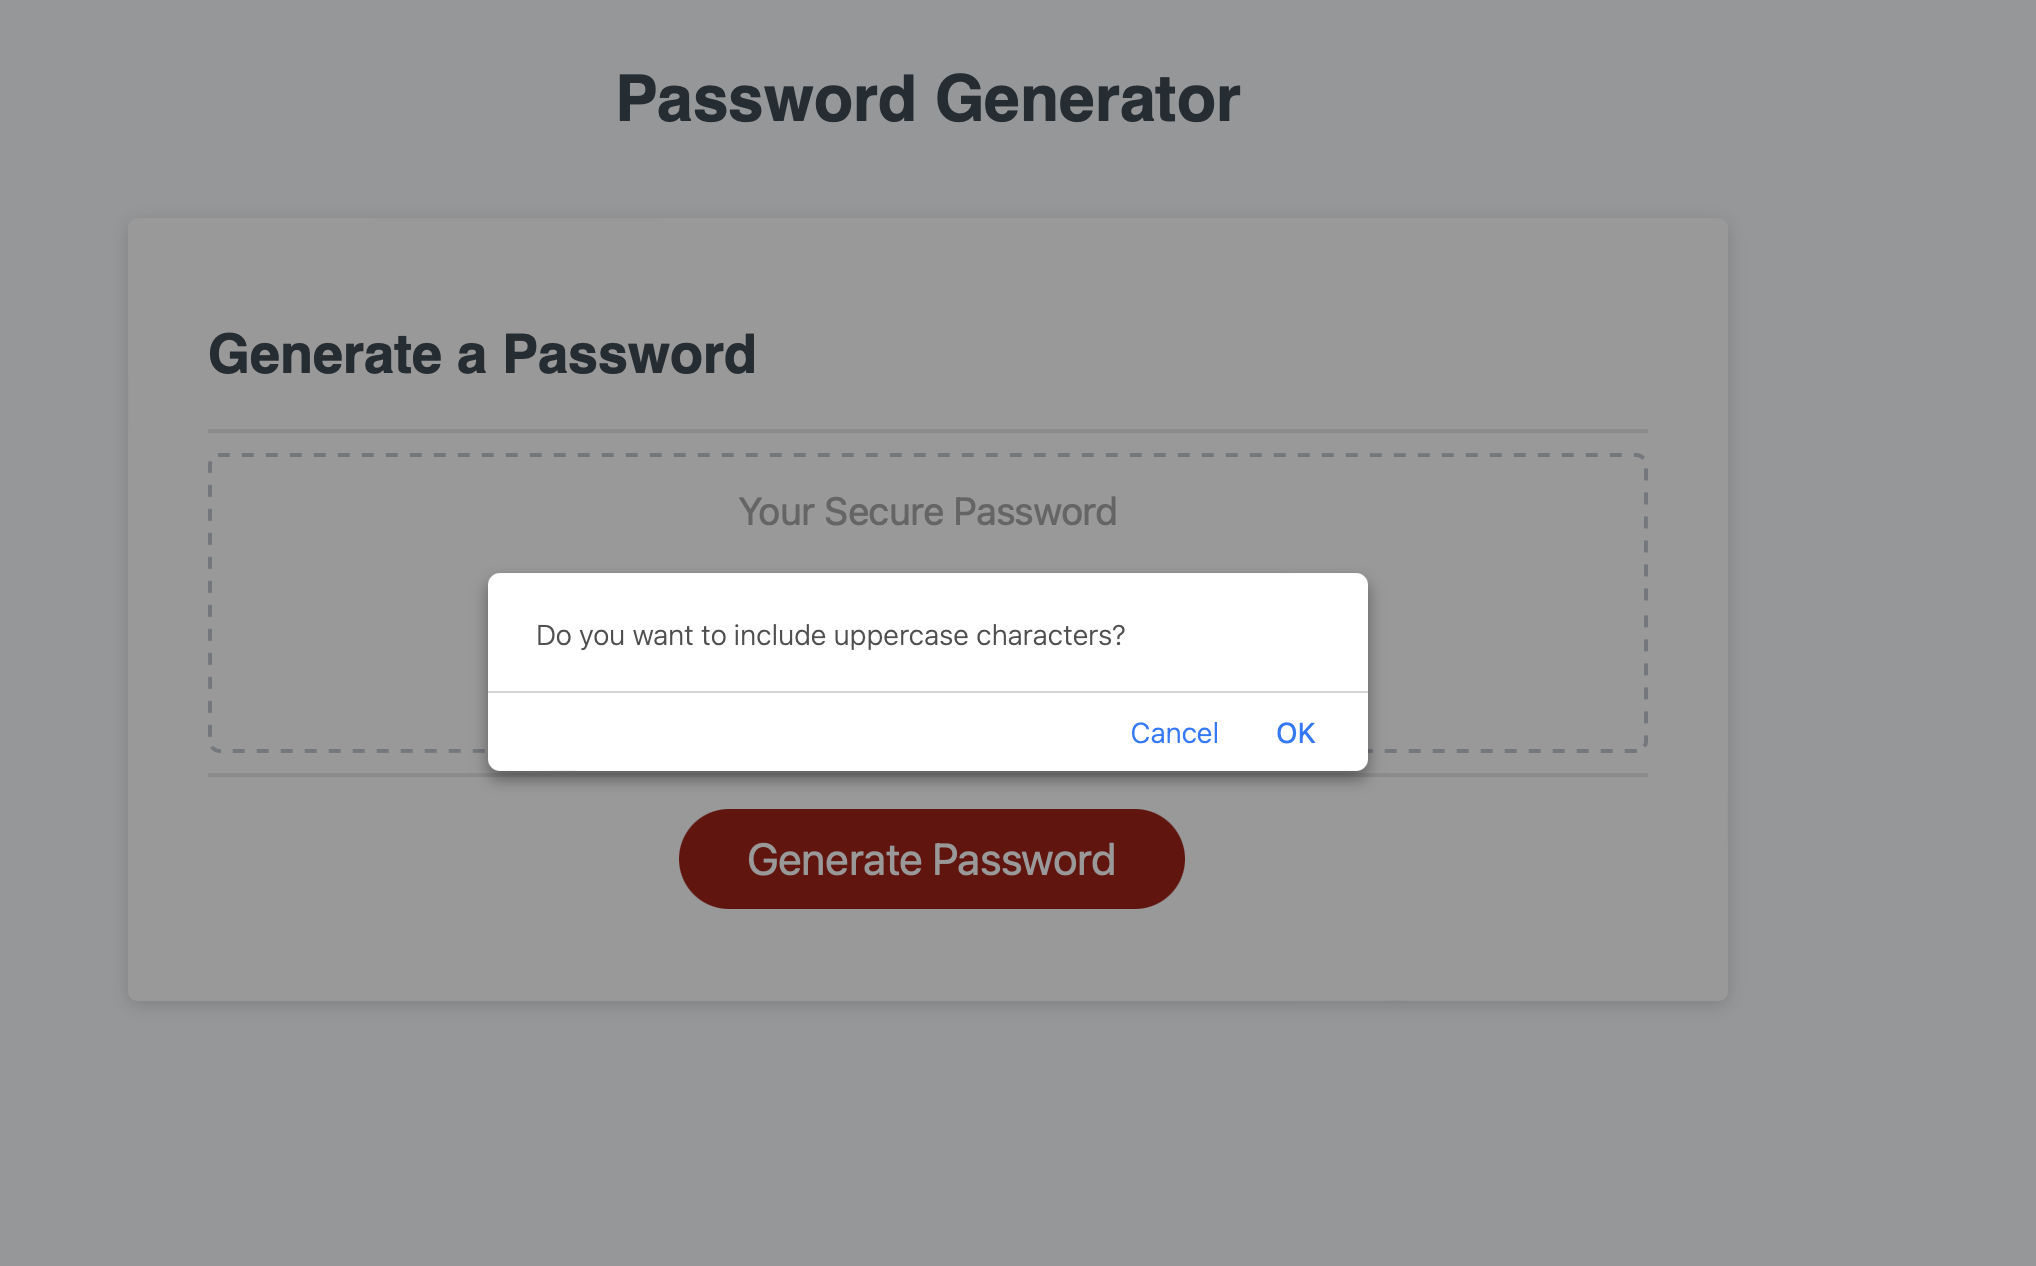 Password Generator
Generate a Password
Your Secure Password
Do you want to include uppercase characters?
Cancel OK
Generate Password